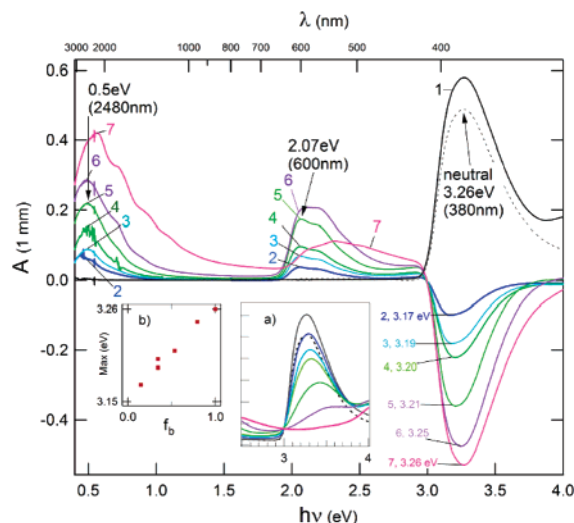 λ (nm)
3000 2000 1000 800 700 600 500 400
0.6
0.4
0.2
0.0
-0.2
-0.4
A (1 mm)
0.5eV
(2480nm)
7
6
5
4
3
2
2.07eV
(600nm)
6
5
4
3
2
7
1
neutral
3.26eV
(380nm)
2, 3.17 eV
3, 3.19
4, 3.20
5, 3.21
6, 3.25
7, 3.26 eV
b)
3.26
Max (eV)
3.15
0.0 1.0
f_b
a)
3 4
0.5 1.0 1.5 2.0 2.5 3.0 3.5 4.0
hν (eV)